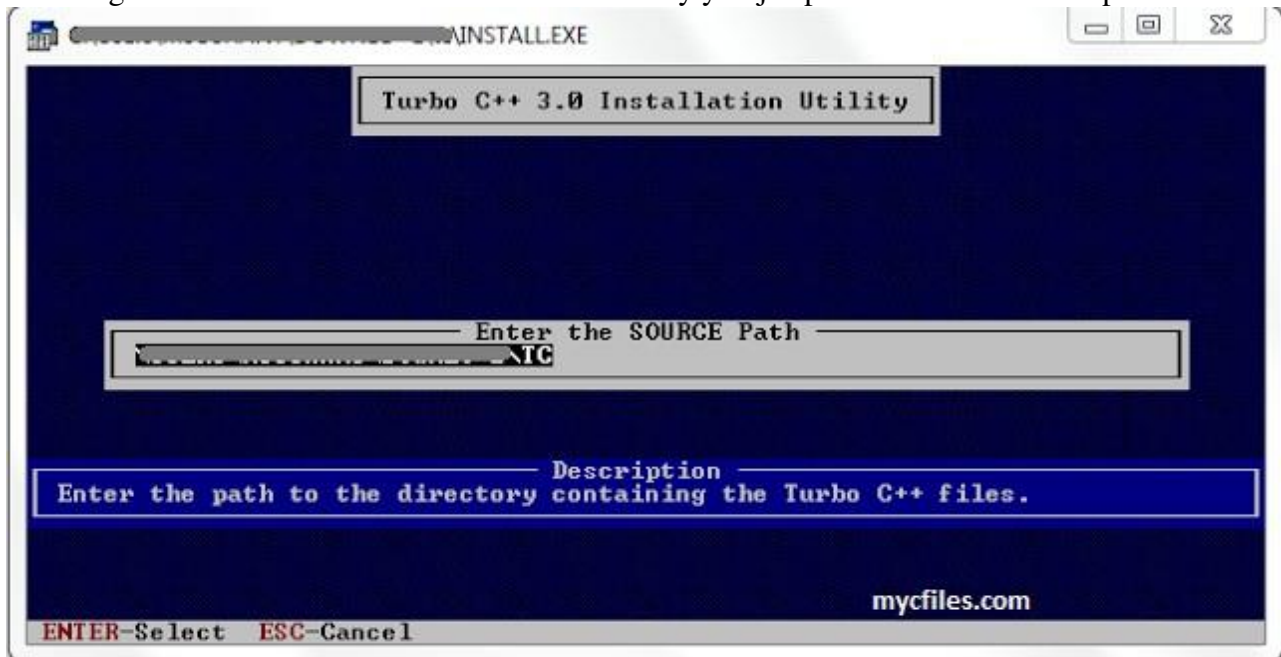 \INSTALL.EXE
Turbo C++ 3.0 Installation Utility
Enter the SOURCE Path
\TC
Description
Enter the path to the directory containing the Turbo C++ files.
mycfiles.com
ENTER-Select ESC-Cancel